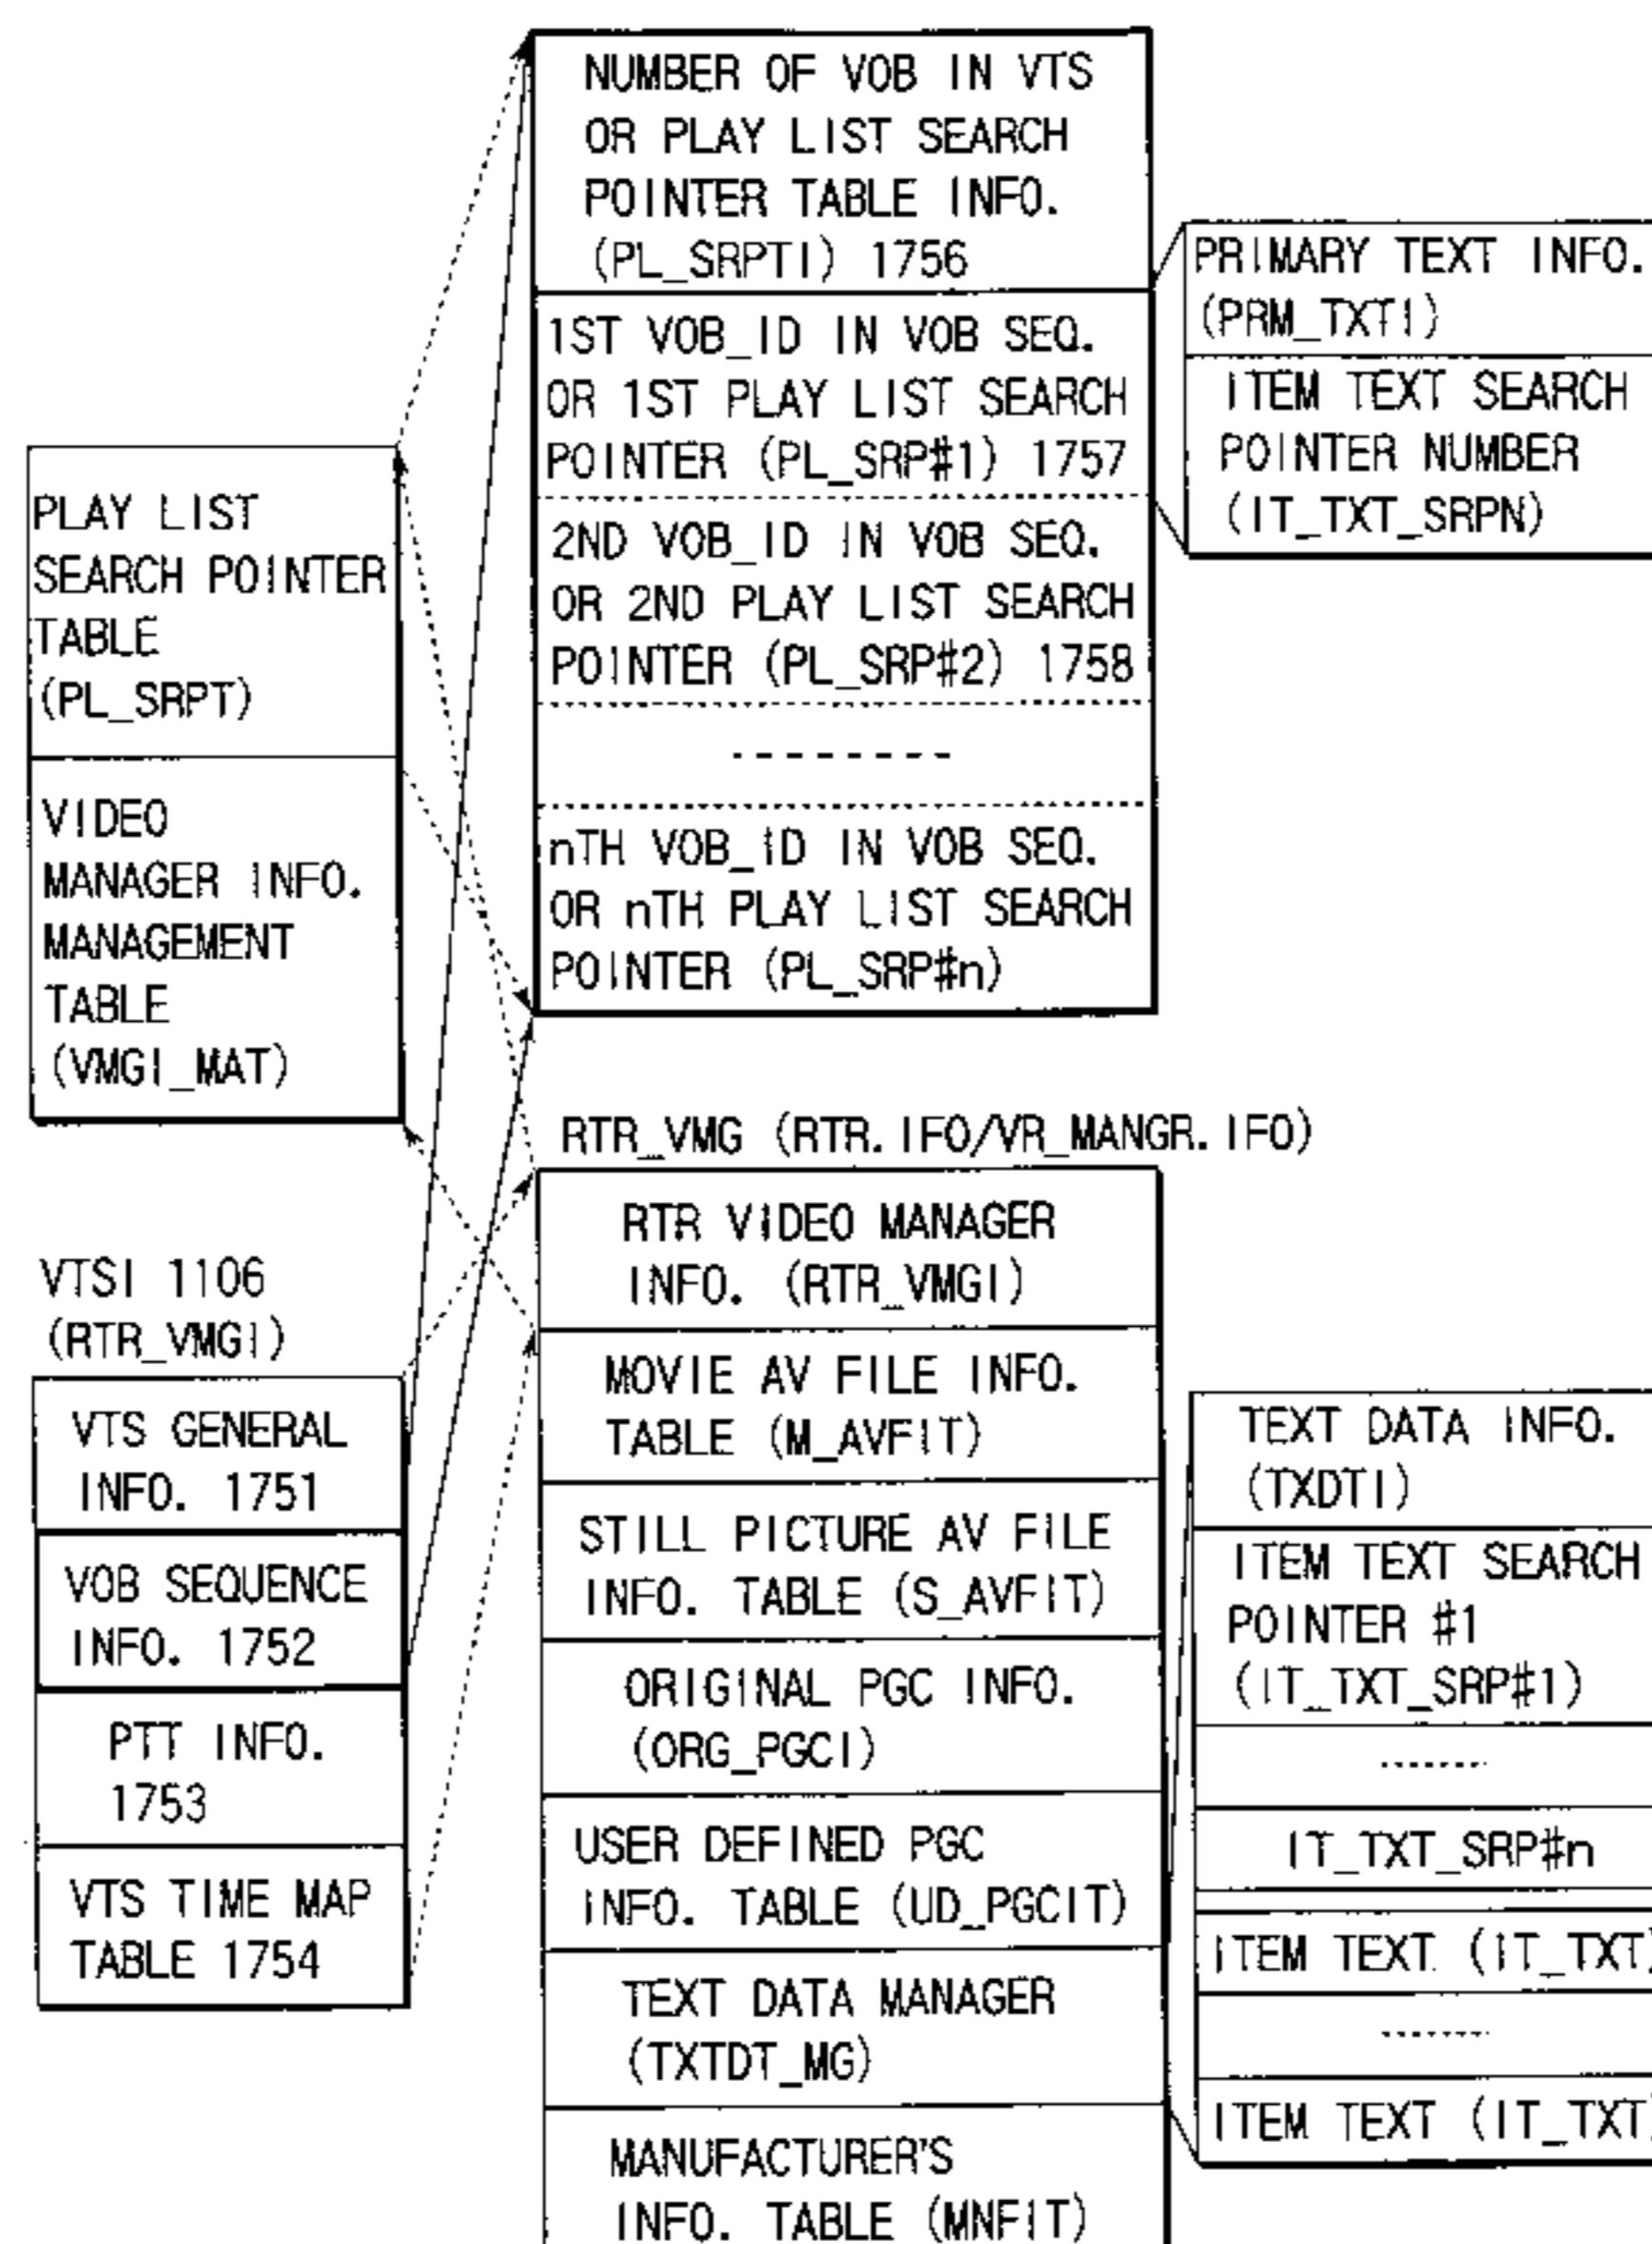 NUMBER OF VOB IN VTS
OR PLAY LIST SEARCH
POINTER TABLE INFO.
(PL_SRPTI) 1756
1ST VOB_ID IN VOB SEQ.
OR 1ST PLAY LIST SEARCH
POINTER (PL_SRP#1) 1757
2ND VOB_ID IN VOB SEQ.
OR 2ND PLAY LIST SEARCH
POINTER (PL_SRP#2) 1758
nTH VOB_ID IN VOB SEQ.
OR nTH PLAY LIST SEARCH
POINTER (PL_SRP#n)
PRIMARY TEXT INFO.
(PRM_TXTI)
ITEM TEXT SEARCH
POINTER NUMBER
(IT_TXT_SRPN)
PLAY LIST
SEARCH POINTER
TABLE
(PL_SRPT)
VIDEO
MANAGER INFO.
MANAGEMENT
TABLE
(VMGI_MAT)
RTR_VMG (RTR.IFO/VR_MANGR.IFO)
RTR VIDEO MANAGER
INFO. (RTR_VMGI)
MOVIE AV FILE INFO.
TABLE (M_AVFIT)
STILL PICTURE AV FILE
INFO. TABLE (S_AVFIT)
ORIGINAL PGC INFO.
(ORG_PGCI)
USER DEFINED PGC
INFO. TABLE (UD_PGCIT)
TEXT DATA MANAGER
(TXTDT_MG)
MANUFACTURER'S
INFO. TABLE (MNFIT)
VTSI 1106
(RTR_VMGI)
VTS GENERAL
INFO. 1751
VOB SEQUENCE
INFO. 1752
PTT INFO.
1753
VTS TIME MAP
TABLE 1754
TEXT DATA INFO.
(TXDTI)
ITEM TEXT SEARCH
POINTER #1
(IT_TXT_SRP#1)
IT_TXT_SRP#n
ITEM TEXT (IT_TXT)
ITEM TEXT (IT_TXT)